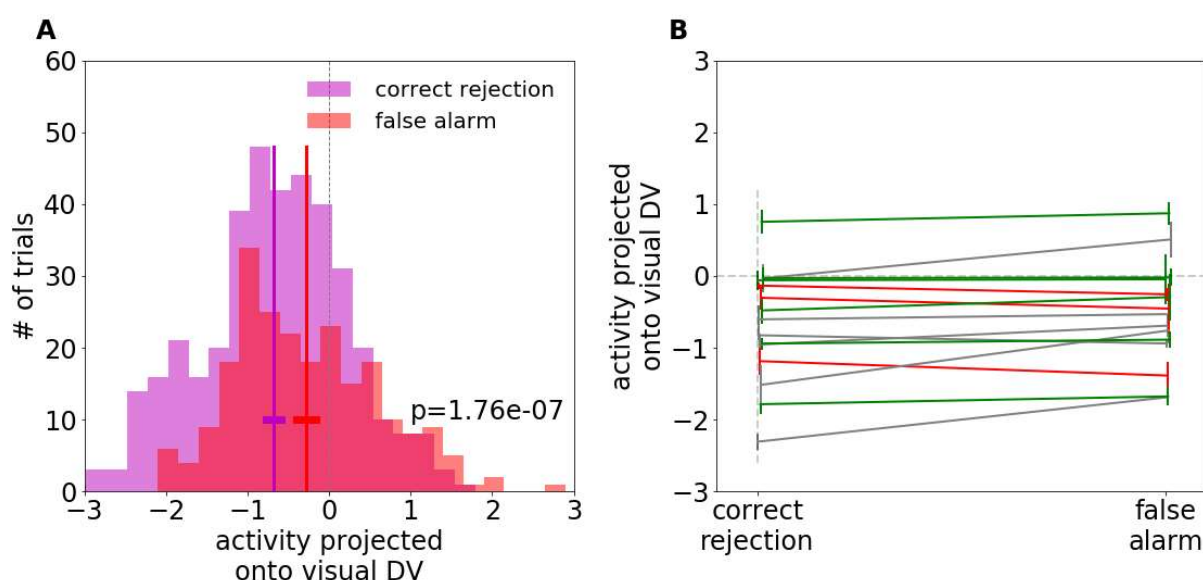 A
60
50
40
30
20
10
0
# of trials
correct rejection
false alarm
p=1.76e-07
−3
−2
−1
0
1
2
3
activity projected
onto visual DV
B
3
2
1
0
−1
−2
−3
activity projected
onto visual DV
correct
rejection
false
alarm